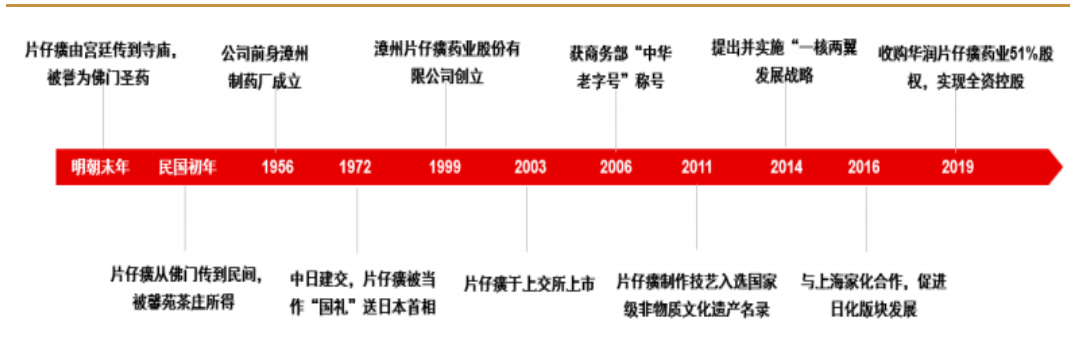 片仔癀由宫廷传到寺庙，
被誉为佛门圣药
公司前身漳州
制药厂成立
漳州片仔癀药业股份有
限公司创立
获商务部“中华
老字号”称号
提出并实施“一核两翼
发展战略
收购华润片仔癀药业51%股
权，实现全资控股
明朝末年 民国初年 1956 1972 1999 2003 2006 2011 2014 2016 2019
片仔癀从佛门传到民间，
被馨苑茶庄所得
中日建交，片仔癀被当
作“国礼”送日本首相
片仔癀于上交所上市
片仔癀制作技艺入选国家
级非物质文化遗产名录
与上海家化合作，促进
日化版块发展